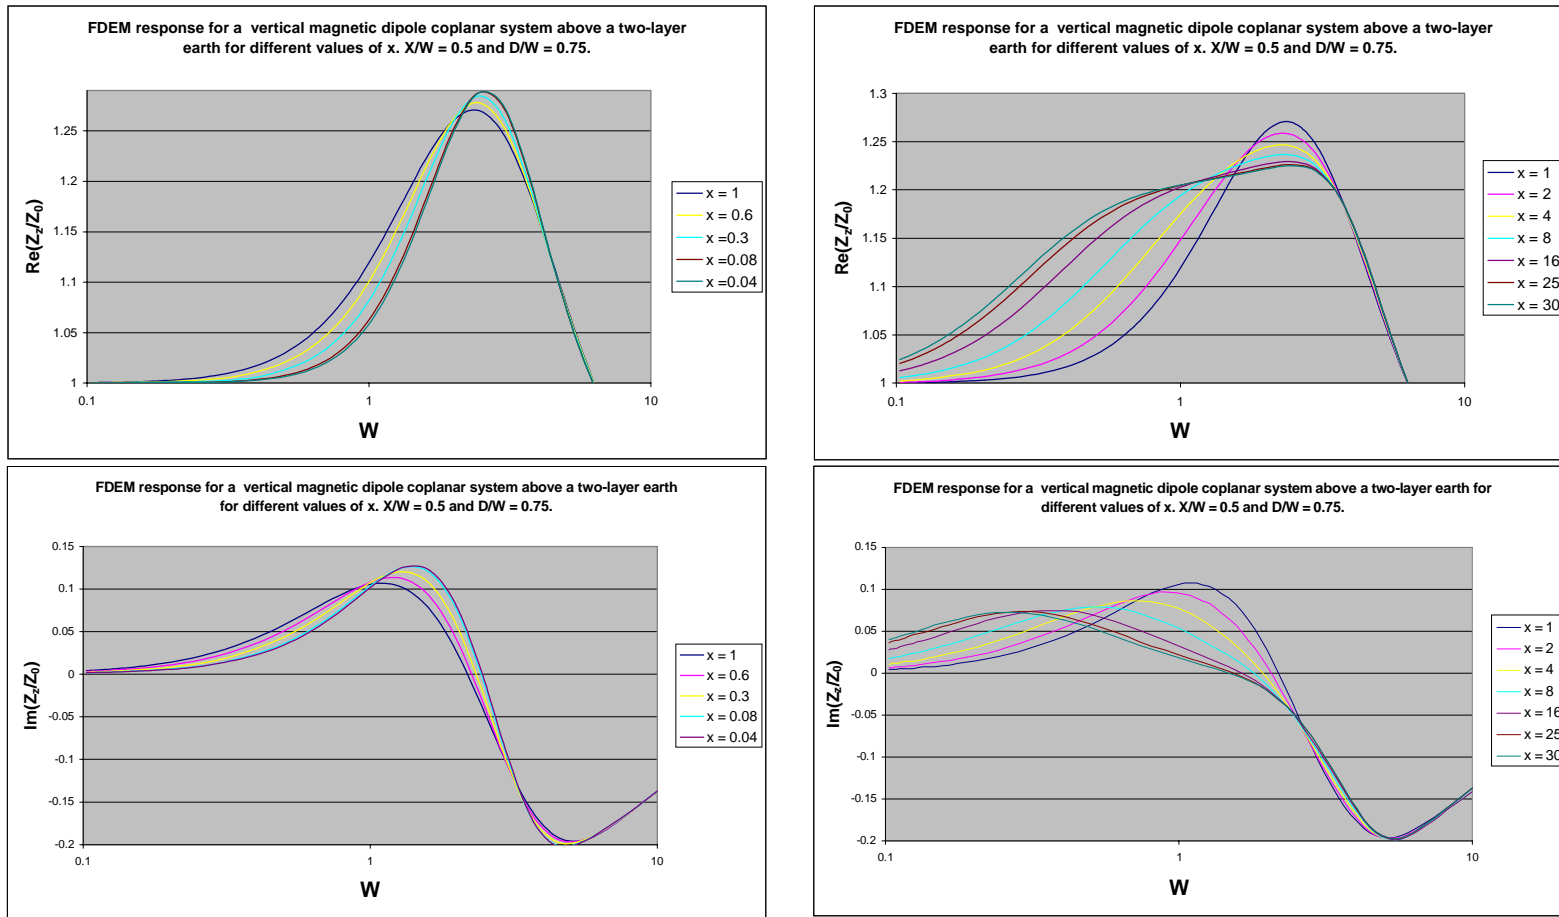 FDEM response for a vertical magnetic dipole coplanar system above a two-layer
earth for different values of x. X/W = 0.5 and D/W = 0.75.
Re(Zz/Z0)
1.25
1.2
1.15
1.1
1.05
1
0.1
1
10
W
x = 1
x = 0.6
x =0.3
x =0.08
x =0.04
FDEM response for a vertical magnetic dipole coplanar system above a two-layer
earth for different values of x. X/W = 0.5 and D/W = 0.75.
Re(Zz/Z0)
1.3
1.25
1.2
1.15
1.1
1.05
1
0.1
1
10
W
x = 1
x = 2
x = 4
x = 8
x = 16
x = 25
x = 30
FDEM response for a vertical magnetic dipole coplanar system above a two-layer earth
for different values of x. X/W = 0.5 and D/W = 0.75.
Im(Zz/Z0)
0.15
0.1
0.05
0
-0.05
-0.1
-0.15
-0.2
0.1
1
10
W
x = 1
x = 0.6
x = 0.3
x = 0.08
x = 0.04
FDEM response for a vertical magnetic dipole coplanar system above a two-layer earth for
different values of x. X/W = 0.5 and D/W = 0.75.
Im(Zz/Z0)
0.15
0.1
0.05
0
-0.05
-0.1
-0.15
-0.2
0.1
1
10
W
x = 1
x = 2
x = 4
x = 8
x = 16
x = 25
x = 30